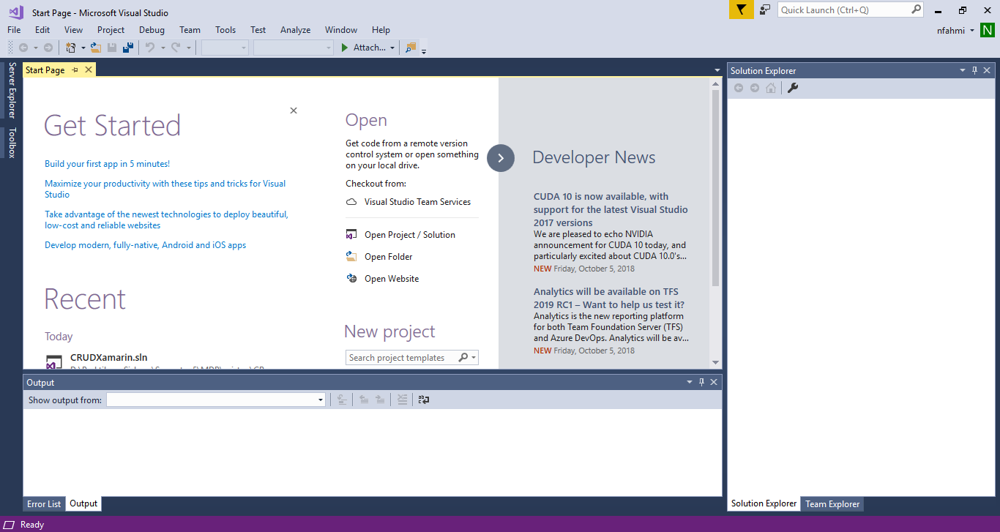 Start Page - Microsoft Visual Studio
Quick Launch (Ctrl+Q)
File Edit View Project Debug Team Tools Test Analyze Window Help
nfahmi N
Attach...
Server Explorer
Toolbox
Start Page
Get Started
Build your first app in 5 minutes!
Maximize your productivity with these tips and tricks for Visual
Studio
Take advantage of the newest technologies to deploy beautiful,
low-cost and reliable websites
Develop modern, fully-native, Android and iOS apps
Recent
Today
CRUDXamarin.sln
Open
Get code from a remote version
control system or open something
on your local drive.
Checkout from:
Visual Studio Team Services
Open Project / Solution
Open Folder
Open Website
New project
Search project templates
Developer News
CUDA 10 is now available, with
support for the latest Visual Studio
2017 versions
We are pleased to echo NVIDIA
announcement for CUDA 10 today, and
particularly excited about CUDA 10.0's...
NEW Friday, October 5, 2018
Analytics will be available on TFS
2019 RC1 – Want to help us test it?
Analytics is the new reporting platform
for both Team Foundation Server (TFS)
and Azure DevOps. Analytics will be av...
NEW Friday, October 5, 2018
Solution Explorer
Output
Show output from:
Error List Output
Solution Explorer Team Explorer
Ready